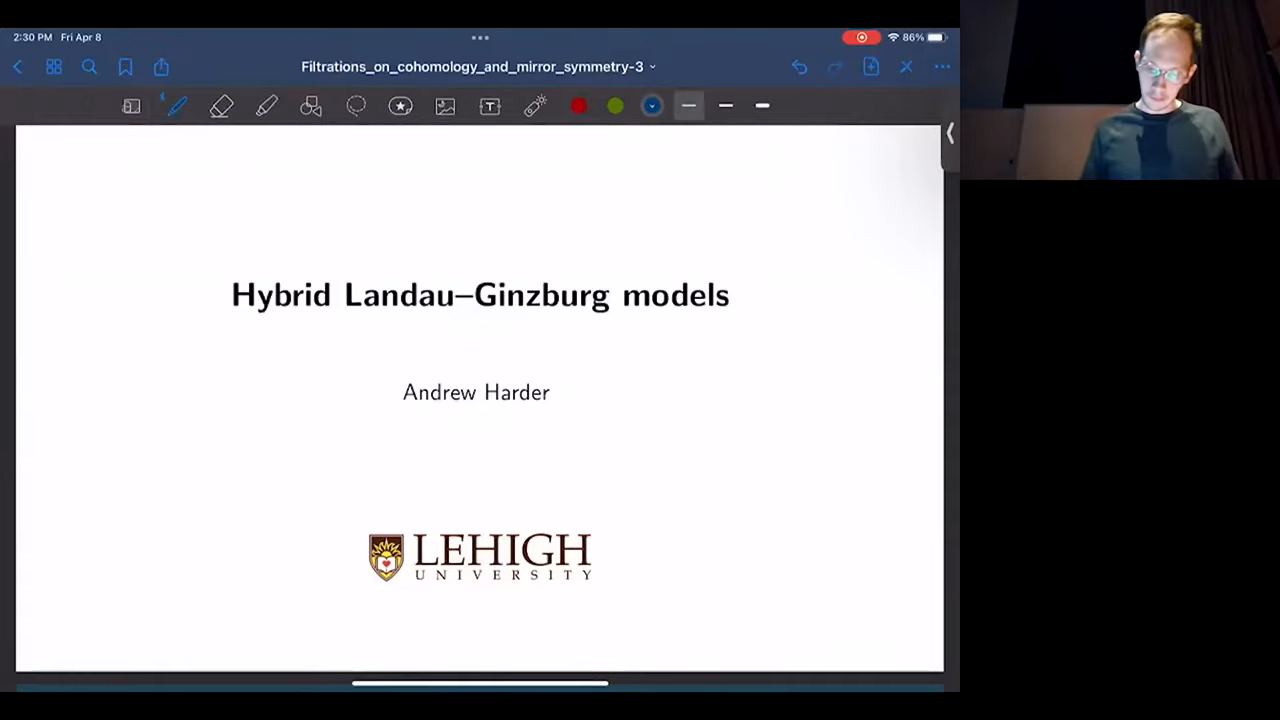 2:30 PM Fri Apr 8
86%
Filtrations_on_cohomology_and_mirror_symmetry-3
T
Hybrid Landau–Ginzburg models
Andrew Harder
LEHIGH
UNIVERSITY